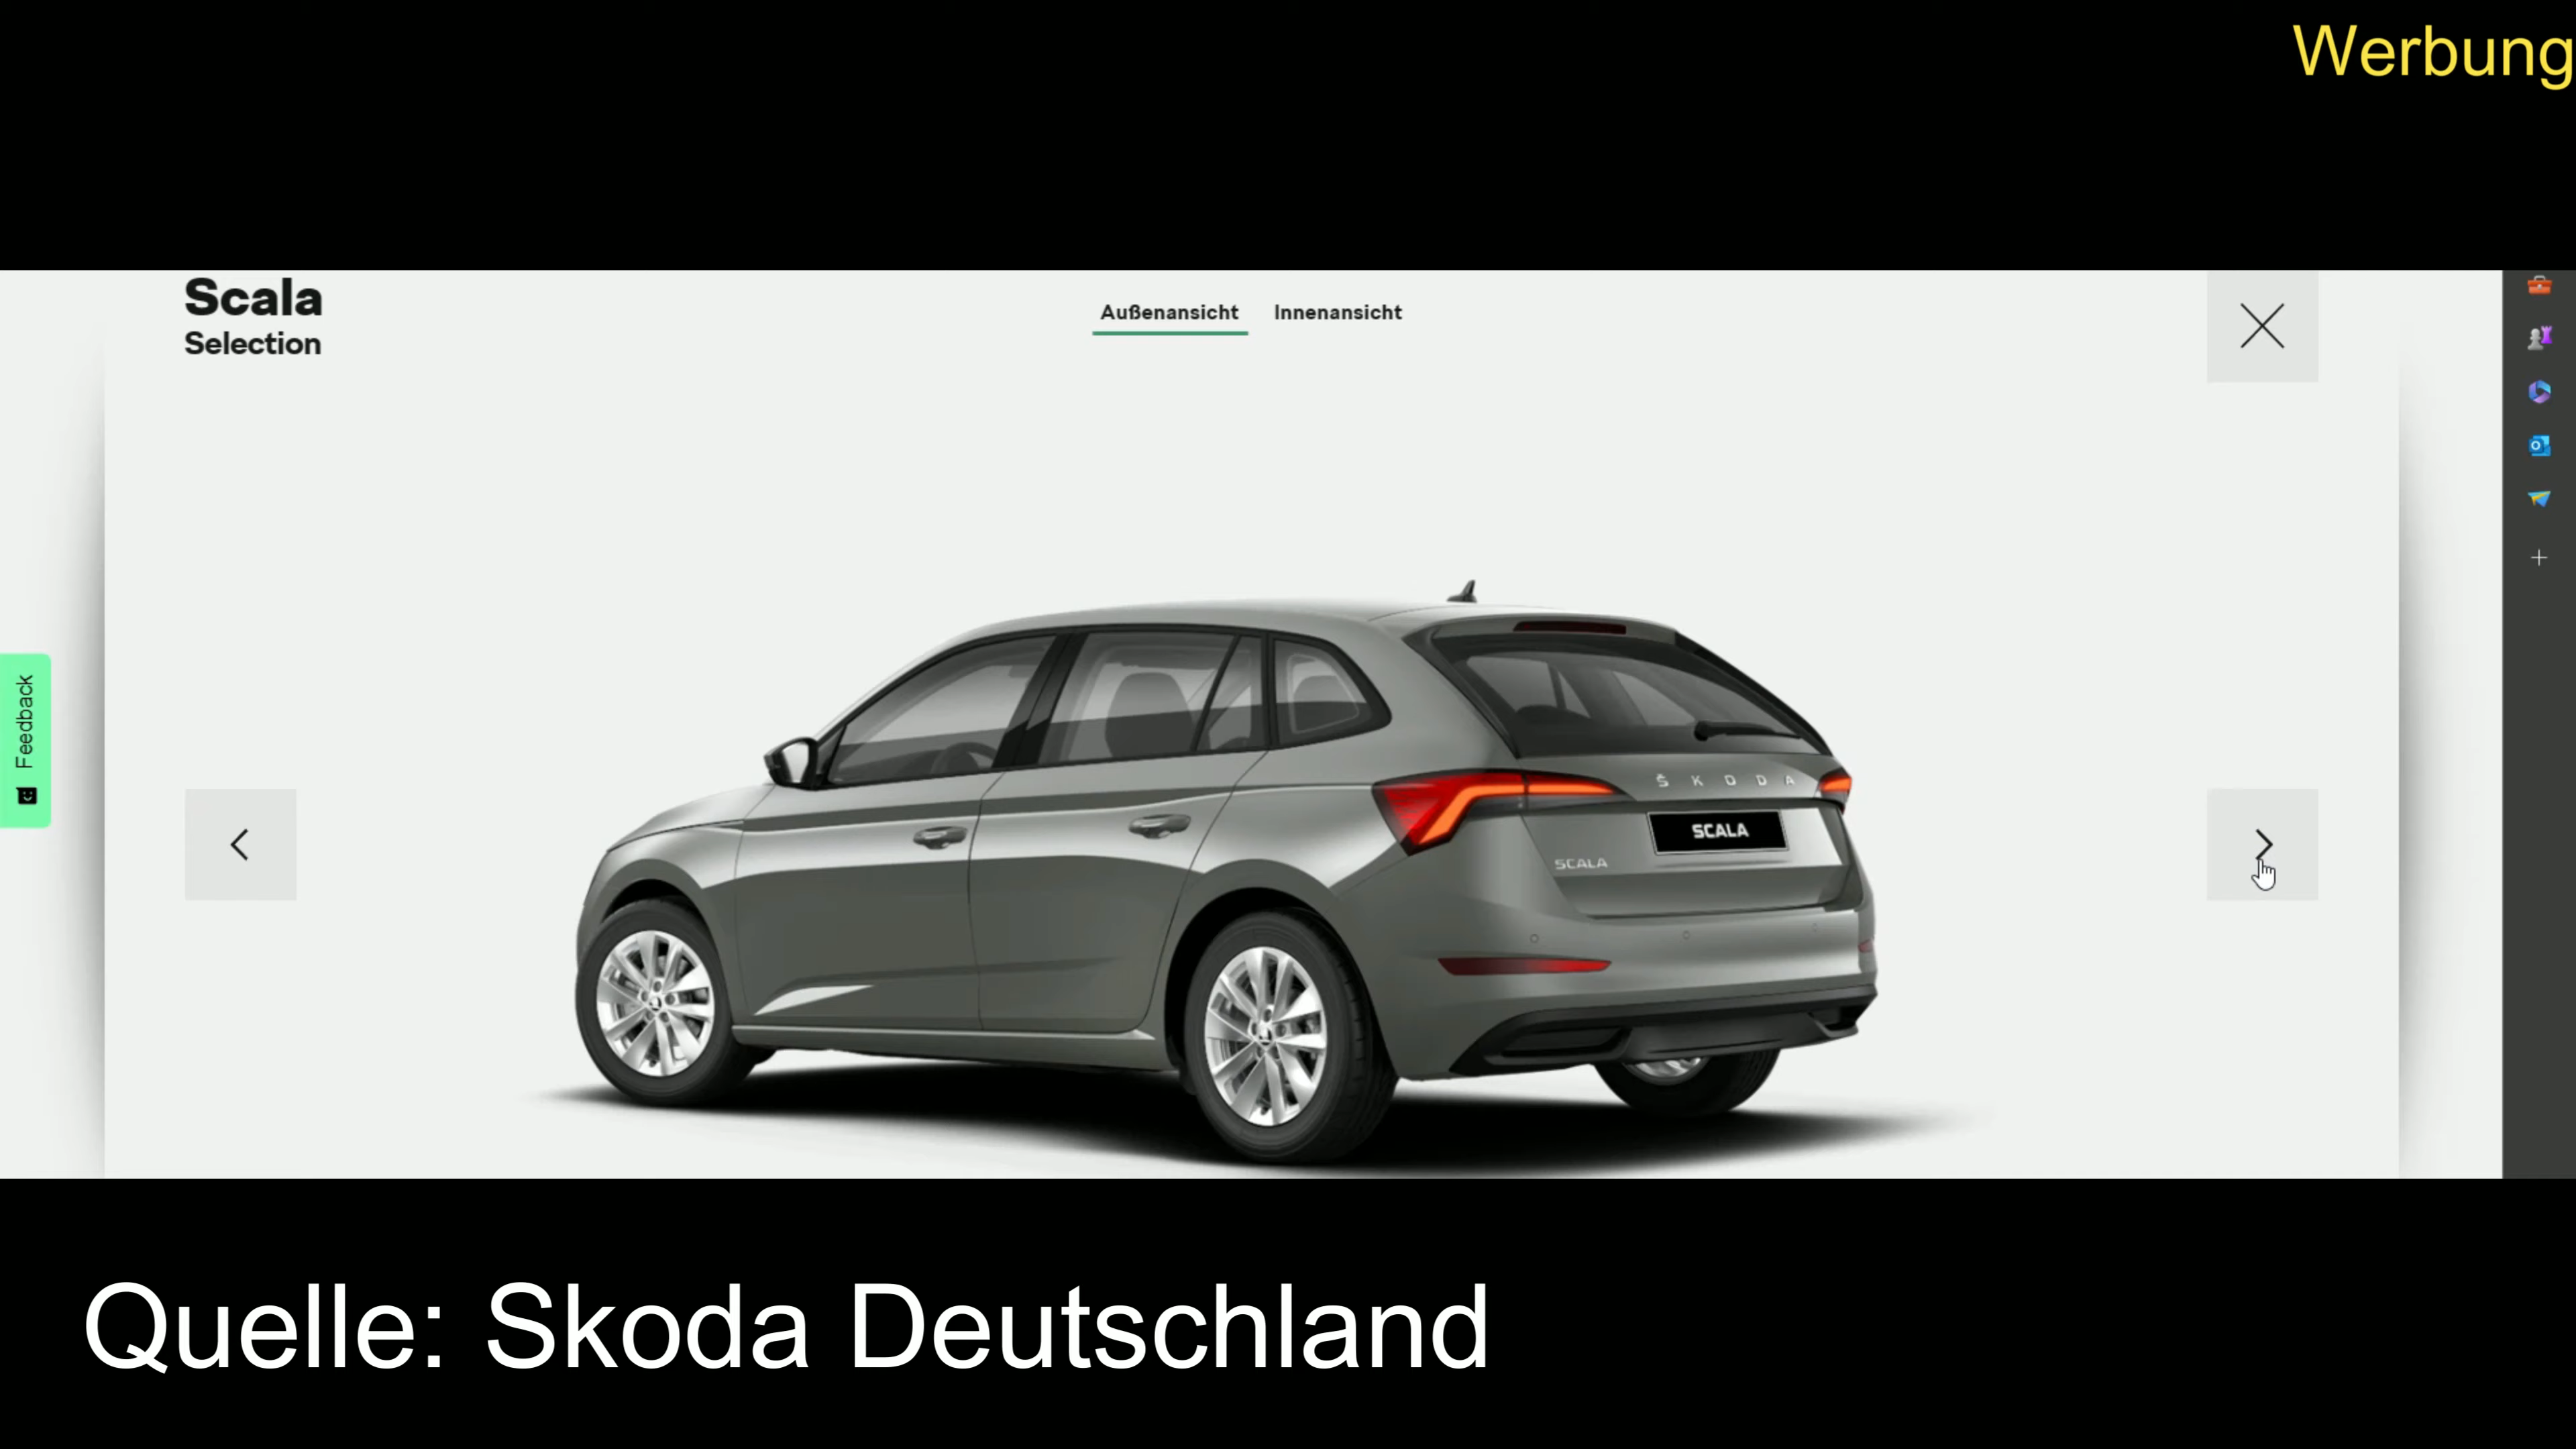 Werbung
Scala
Selection
Außenansicht Innenansicht
Feedback
ŠKODA
SCALA
SCALA
Quelle: Skoda Deutschland